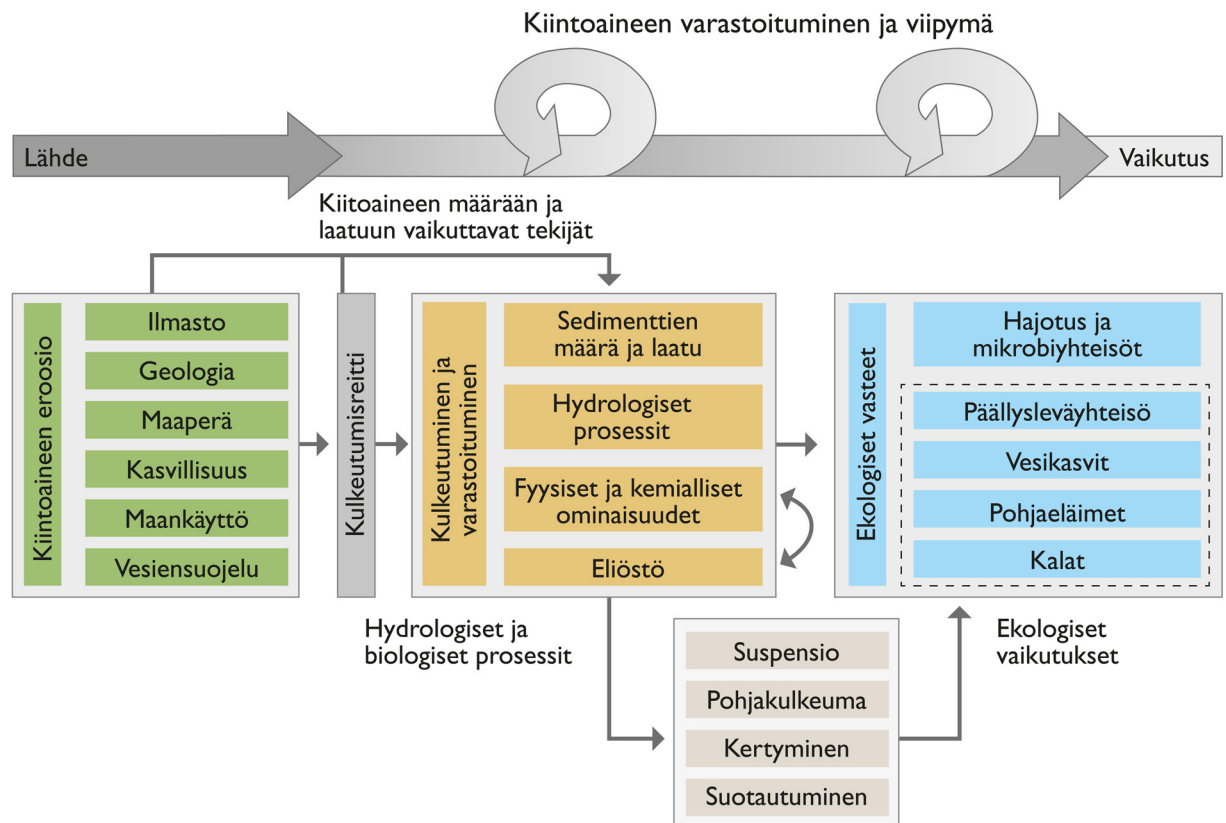 Kiintoaineen varastoituminen ja viipymä
Lähde
Vaikutus
Kiitoaineen määrään ja
laatuun vaikuttavat tekijät
Kiintoaineen eroosio
Ilmasto
Geologia
Maaperä
Kasvillisuus
Maankäyttö
Vesiensuojelu
Kulkeutumisreitti
Kulkeutuminen ja
varastoituminen
Sedimenttien
määrä ja laatu
Hydrologiset
prosessit
Fyysiset ja kemialliset
ominaisuudet
Eliöstö
Ekologiset vasteet
Hajotus ja
mikrobiyhteisöt
Päällysleväyhteisö
Vesikasvit
Pohjaeläimet
Kalat
Hydrologiset ja
biologiset prosessit
Suspensio
Pohjakulkeuma
Kertyminen
Suotautuminen
Ekologiset
vaikutukset